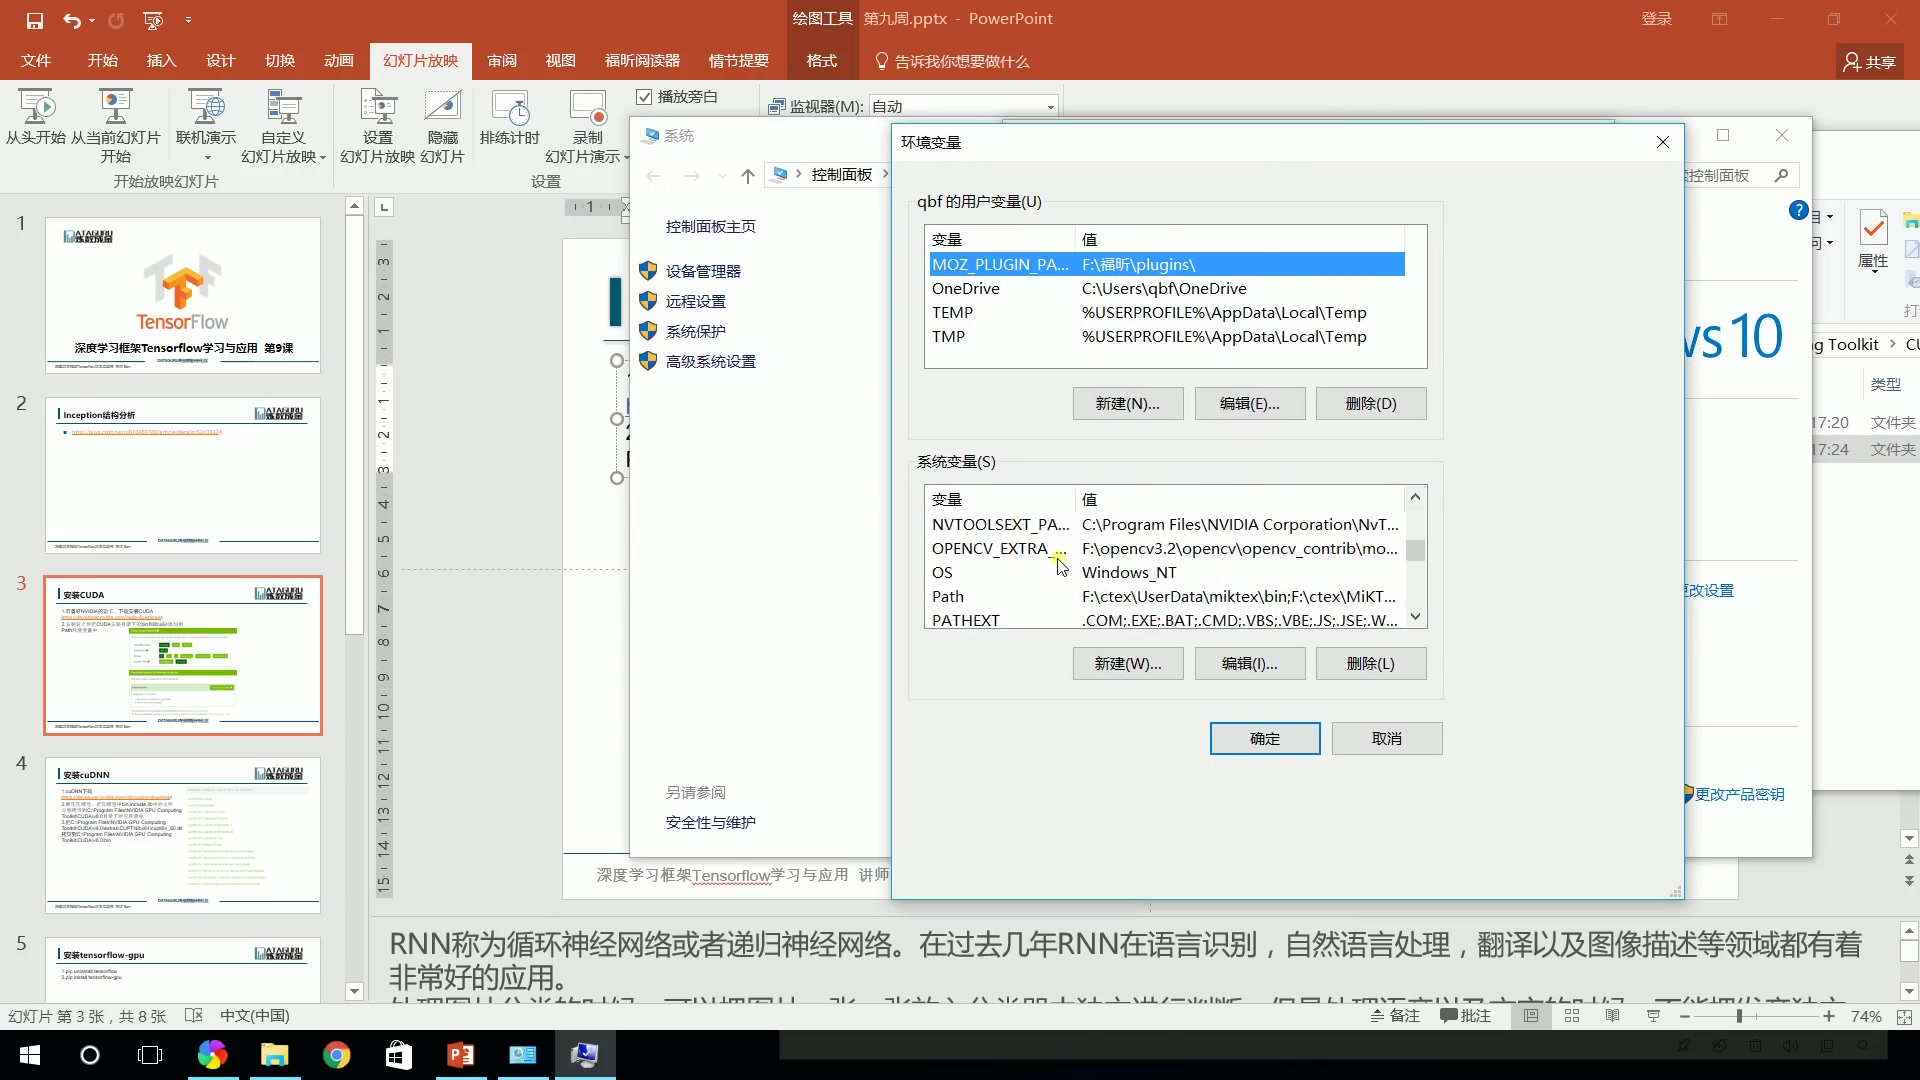 绘图工具 第九周.pptx - PowerPoint 登录
文件 开始 插入 设计 切换 动画 幻灯片放映 审阅 视图 福昕阅读器 情节提要 格式 告诉我你想要做什么 共享
从头开始 从当前幻灯片 开始 联机演示 自定义 幻灯片放映 设置 幻灯片放映 隐藏 幻灯片 排练计时 录制 幻灯片演示
播放旁白 监视器(M): 自动
开始放映幻灯片 设置
系统
控制面板
控制面板主页
设备管理器
远程设置
系统保护
高级系统设置
另请参阅
安全性与维护
环境变量
qbf 的用户变量(U)
变量 值
MOZ_PLUGIN_PA... F:\福昕\plugins\
OneDrive C:\Users\qbf\OneDrive
TEMP %USERPROFILE%\AppData\Local\Temp
TMP %USERPROFILE%\AppData\Local\Temp
新建(N)... 编辑(E)... 删除(D)
系统变量(S)
变量 值
NVTOOLSEXT_PA... C:\Program Files\NVIDIA Corporation\NvT...
OPENCV_EXTRA_... F:\opencv3.2\opencv\opencv_contrib\mo...
OS Windows_NT
Path F:\ctex\UserData\miktex\bin;F:\ctex\MiKT...
PATHEXT .COM;.EXE;.BAT;.CMD;.VBS;.VBE;.JS;.JSE;.W...
新建(W)... 编辑(I)... 删除(L)
确定 取消
控制面板
属性
ws 10
g Toolkit
类型
17:20 文件夹
17:24 文件夹
更改设置
更改产品密钥
1
TensorFlow
深度学习框架Tensorflow学习与应用 第9课
2
Inception结构分析
3
安装CUDA
4
安装cuDNN
1.cuDNN下载
5
安装tensorflow-gpu
1.pip uninstall tensorflow
2.pip install tensorflow-gpu
深度学习框架Tensorflow学习与应用 讲师
RNN称为循环神经网络或者递归神经网络。在过去几年RNN在语言识别，自然语言处理，翻译以及图像描述等领域都有着
非常好的应用。
幻灯片 第 3 张，共 8 张 中文(中国) 备注 批注 74%